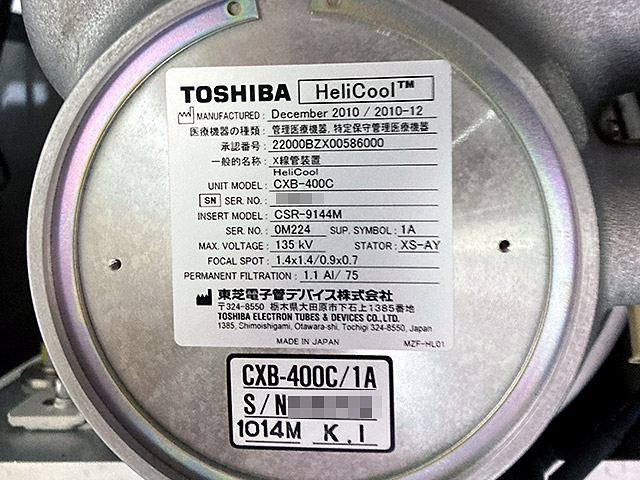 TOSHIBA HeliCool™
MANUFACTURED: December 2010 / 2010-12
医療機器の種類: 管理医療機器, 特定保守管理医療機器
承認番号: 22000BZX00586000
一般的名称: X線管装置
HeliCool
UNIT MODEL: CXB-400C
SN SER. NO.
INSERT MODEL: CSR-9144M
SER. NO: 0M224 SUP. SYMBOL: 1A
MAX. VOLTAGE: 135 kV STATOR: XS-AY
FOCAL SPOT: 1.4x1.4/0.9x0.7
PERMANENT FILTRATION: 1.1 Al/ 75
東芝電子管デバイス株式会社
〒324-8550 栃木県大田原市下石上1385番地
TOSHIBA ELECTRON TUBES & DEVICES CO.,LTD.
1385, Shimoishigami, Otawara-shi, Tochigi 324-8550, Japan
MADE IN JAPAN MZF-HL01
CXB-400C/1A
S/N
1014M K.I